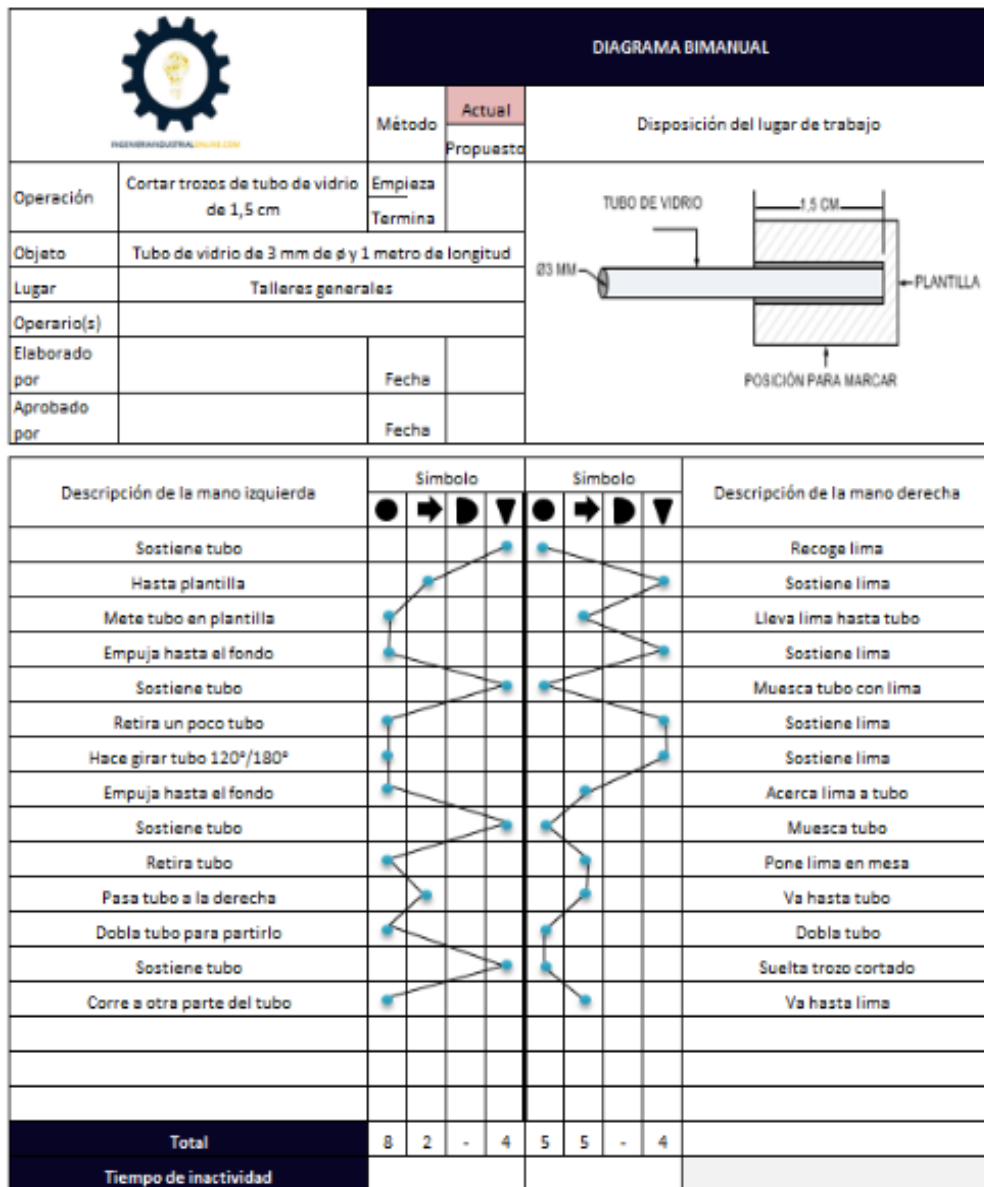 INGENIERIAINDUSTRIALONLINE.COM
DIAGRAMA BIMANUAL
Método
Actual
Propuesto
Disposición del lugar de trabajo
Operación
Cortar trozos de tubo de vidrio
de 1,5 cm
Empieza
Termina
Objeto
Tubo de vidrio de 3 mm de ø y 1 metro de longitud
Lugar
Talleres generales
Operario(s)
Elaborado
por
Fecha
Aprobado
por
Fecha
TUBO DE VIDRIO
1,5 CM
Ø3 MM
PLANTILLA
POSICIÓN PARA MARCAR
Descripción de la mano izquierda
Simbolo
Simbolo
Descripción de la mano derecha
Sostiene tubo
Recoge lima
Hasta plantilla
Sostiene lima
Mete tubo en plantilla
Lleva lima hasta tubo
Empuja hasta el fondo
Sostiene lima
Sostiene tubo
Muesca tubo con lima
Retira un poco tubo
Sostiene lima
Hace girar tubo 120°/180°
Sostiene lima
Empuja hasta el fondo
Acerca lima a tubo
Sostiene tubo
Muesca tubo
Retira tubo
Pone lima en mesa
Pasa tubo a la derecha
Va hasta tubo
Dobla tubo para partirlo
Dobla tubo
Sostiene tubo
Suelta trozo cortado
Corre a otra parte del tubo
Va hasta lima
Total 8 2 - 4 5 5 - 4
Tiempo de inactividad